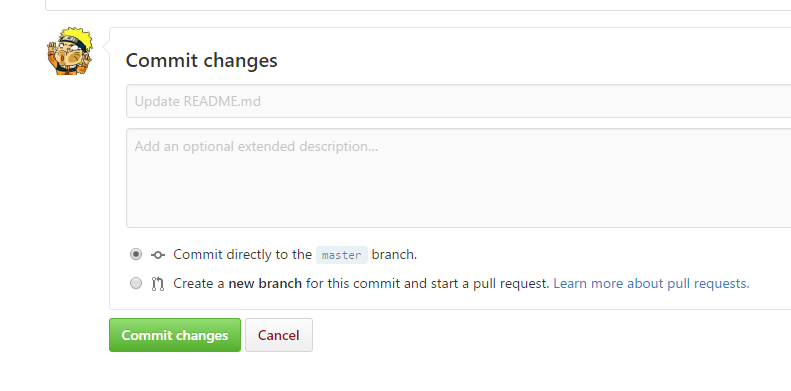 Commit changes
Update README.md
Add an optional extended description...
Commit directly to the master branch.
Create a new branch for this commit and start a pull request. Learn more about pull requests.
Commit changes Cancel